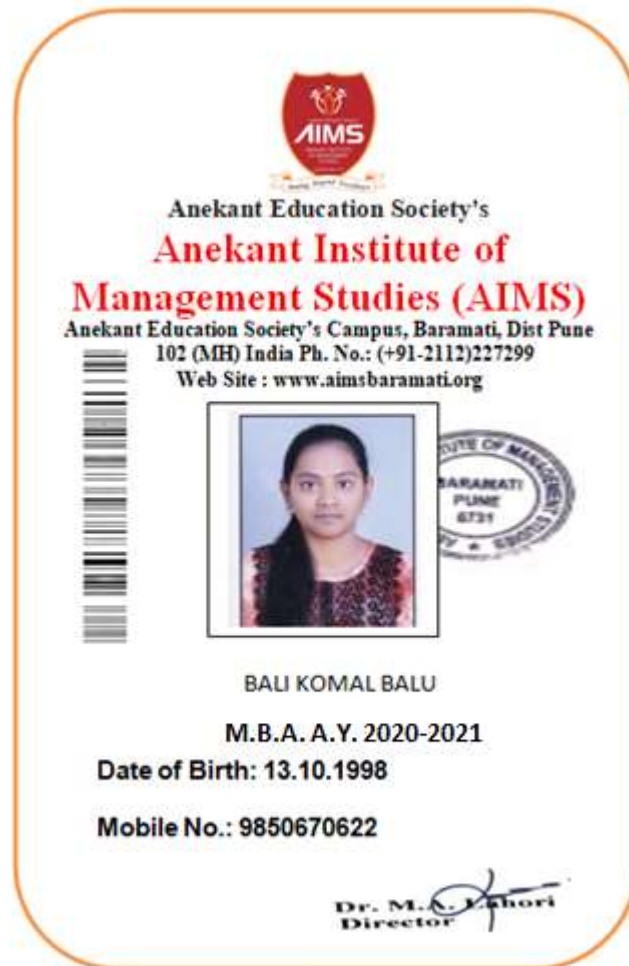 AIMS
Anekant Education Society's
Anekant Institute of
Management Studies (AIMS)
Anekant Education Society's Campus, Baramati, Dist Pune
102 (MH) India Ph. No.: (+91-2112)227299
Web Site : www.aimsbaramati.org
BARAMATI
PUNE
BALI KOMAL BALU
M.B.A. A.Y. 2020-2021
Date of Birth: 13.10.1998
Mobile No.: 9850670622
Dr. M.A. Lahori
Director